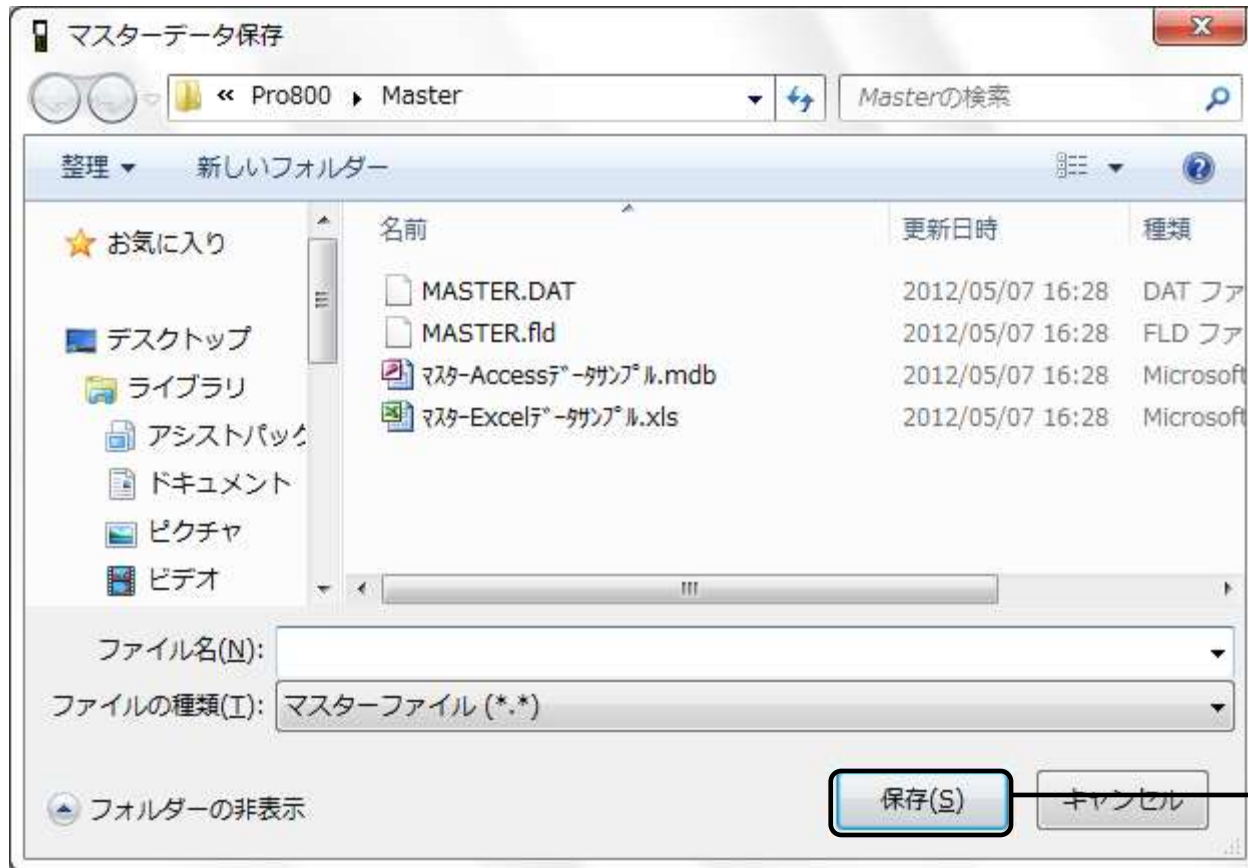 マスターデータ保存
« Pro800 ▸ Master
Masterの検索
整理 ▼ 新しいフォルダー
お気に入り
デスクトップ
ライブラリ
アシストパック
ドキュメント
ピクチャ
ビデオ
名前 更新日時 種類
MASTER.DAT 2012/05/07 16:28 DAT ファ
MASTER.fld 2012/05/07 16:28 FLD ファ
ﾏｽﾀｰAccessﾃﾞｰﾀｻﾝﾌﾟﾙ.mdb 2012/05/07 16:28 Microsoft
ﾏｽﾀｰExcelﾃﾞｰﾀｻﾝﾌﾟﾙ.xls 2012/05/07 16:28 Microsoft
ファイル名(N):
ファイルの種類(T): マスターファイル (*.*)
フォルダーの非表示
保存(S) キャンセル